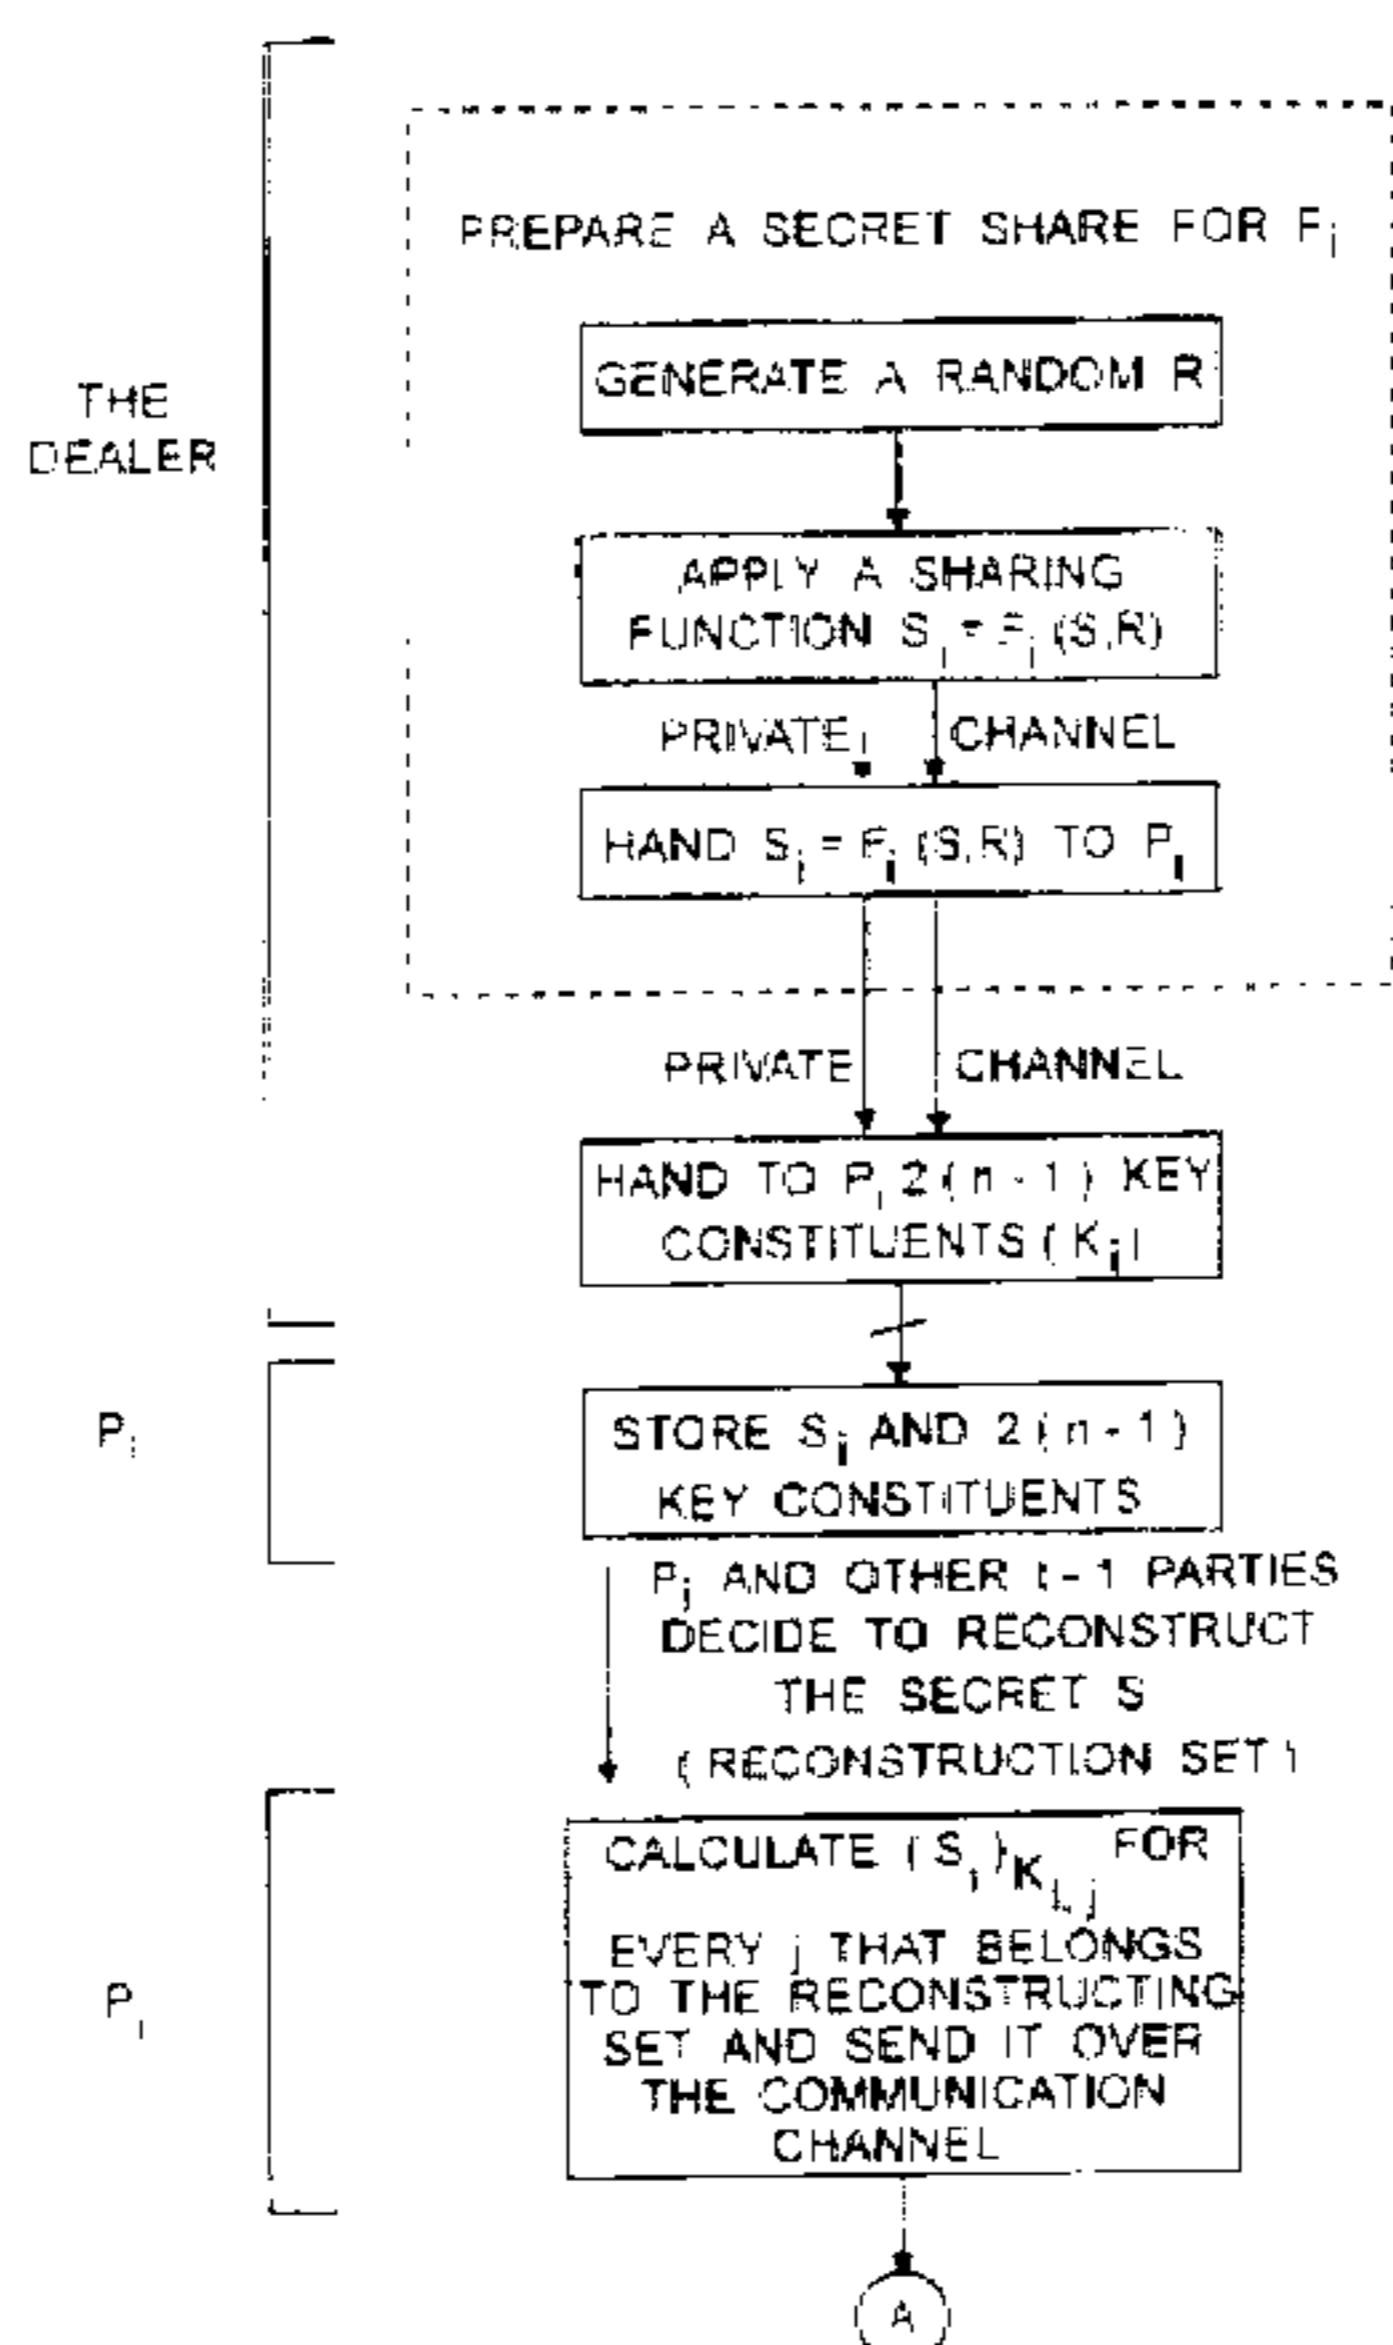 PREPARE A SECRET SHARE FOR Pi
GENERATE A RANDOM R
THE
DEALER
APPLY A SHARING
FUNCTION Si = Fi (S,R)
PRIVATE CHANNEL
HAND Si = Fi (S,R) TO Pi
PRIVATE CHANNEL
HAND TO Pi 2(n-1) KEY
CONSTITUENTS (Ki)
Pi
STORE Si AND 2(n-1)
KEY CONSTITUENTS
Pi AND OTHER t-1 PARTIES
DECIDE TO RECONSTRUCT
THE SECRET S
(RECONSTRUCTION SET)
Pi
CALCULATE (Si)Ki,j FOR
EVERY j THAT BELONGS
TO THE RECONSTRUCTING
SET AND SEND IT OVER
THE COMMUNICATION
CHANNEL
A